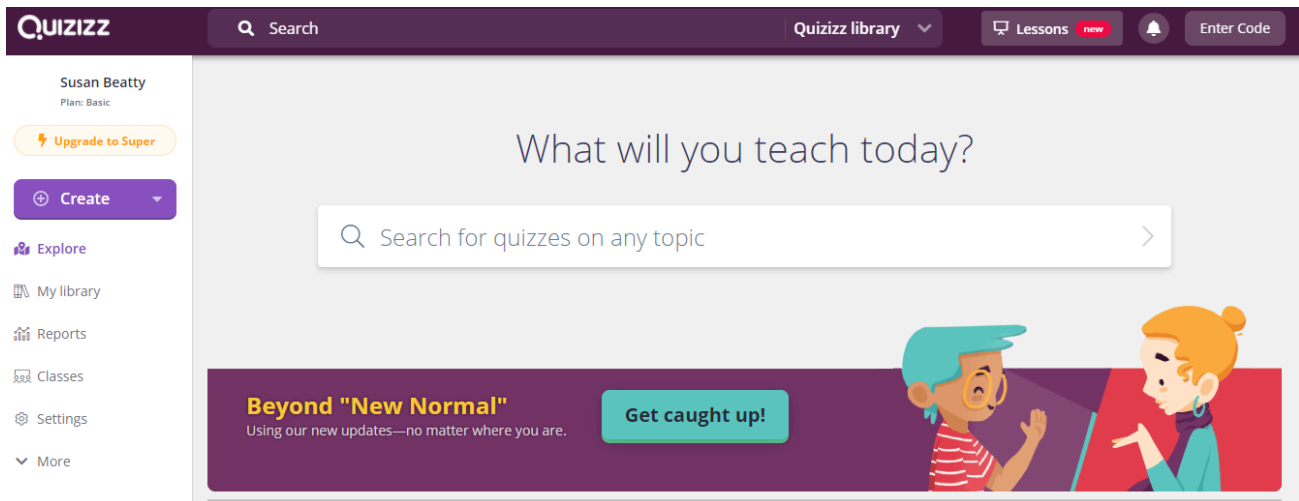 Quizizz
Search
Quizizz library
Lessons new
Enter Code
Susan Beatty
Plan: Basic
Upgrade to Super
Create
Explore
My library
Reports
Classes
Settings
More
What will you teach today?
Search for quizzes on any topic
Beyond "New Normal"
Using our new updates—no matter where you are.
Get caught up!